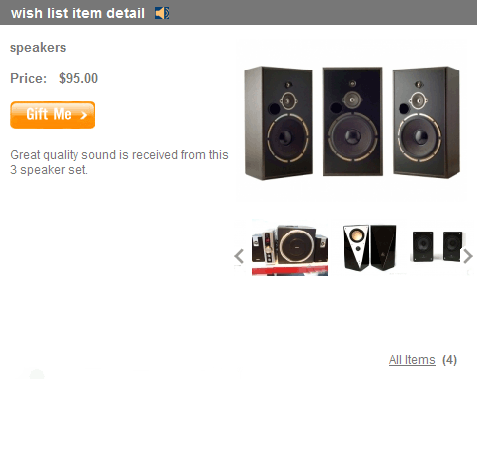 wish list item detail
speakers
Price: $95.00
Gift Me
Great quality sound is received from this
3 speaker set.
All Items (4)